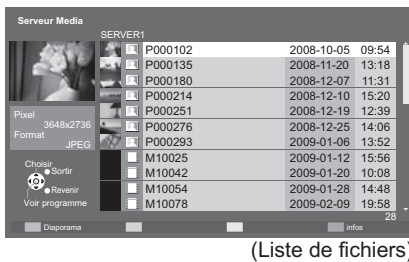 Serveur Media
SERVER1
P000102 2008-10-05 09:54
P000135 2008-11-20 13:18
P000180 2008-12-07 11:31
P000214 2008-12-10 15:20
P000251 2008-12-19 12:39
P000276 2008-12-25 14:06
P000293 2009-01-06 13:52
M10025 2009-01-12 15:56
M10042 2009-01-20 10:08
M10054 2009-01-28 14:48
M10078 2009-02-09 19:58
28
Pixel
3648x2736
Format
JPEG
Choisir
Sortir
Revenir
Voir programme
Diaporama
infos
(Liste de fichiers)